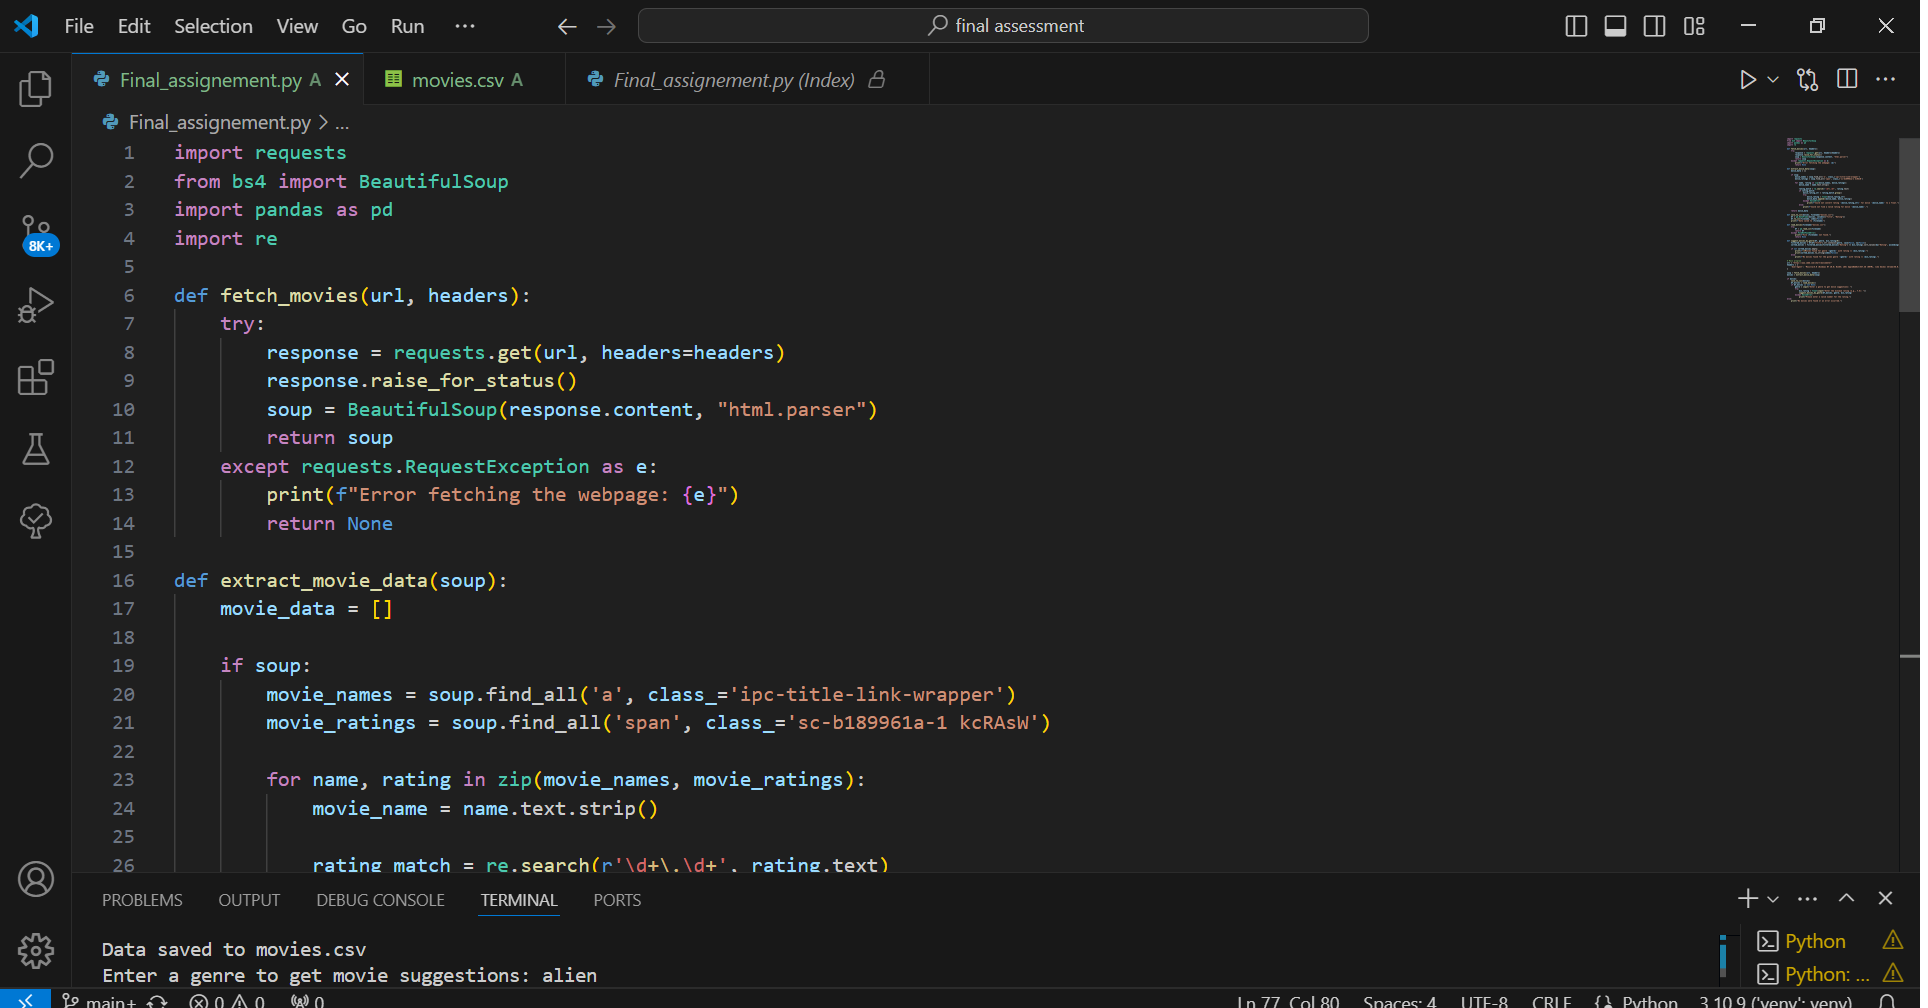 File Edit Selection View Go Run ··· final assessment
Final_assignement.py A movies.csv A Final_assignement.py (Index)
Final_assignement.py > ...
1 import requests
2 from bs4 import BeautifulSoup
3 import pandas as pd
4 import re
5
6 def fetch_movies(url, headers):
7 try:
8 response = requests.get(url, headers=headers)
9 response.raise_for_status()
10 soup = BeautifulSoup(response.content, "html.parser")
11 return soup
12 except requests.RequestException as e:
13 print(f"Error fetching the webpage: {e}")
14 return None
15
16 def extract_movie_data(soup):
17 movie_data = []
18
19 if soup:
20 movie_names = soup.find_all('a', class_='ipc-title-link-wrapper')
21 movie_ratings = soup.find_all('span', class_='sc-b189961a-1 kcRAsW')
22
23 for name, rating in zip(movie_names, movie_ratings):
24 movie_name = name.text.strip()
25
26 rating_match = re.search(r'\d+\.\d+', rating.text)
8K+
PROBLEMS OUTPUT DEBUG CONSOLE TERMINAL PORTS
Data saved to movies.csv
Enter a genre to get movie suggestions: alien
Python
Python: ...
main+ 0 0 0 Ln 77, Col 80 Spaces: 4 UTF-8 CRLF Python 3.10.9 ('venv': venv)